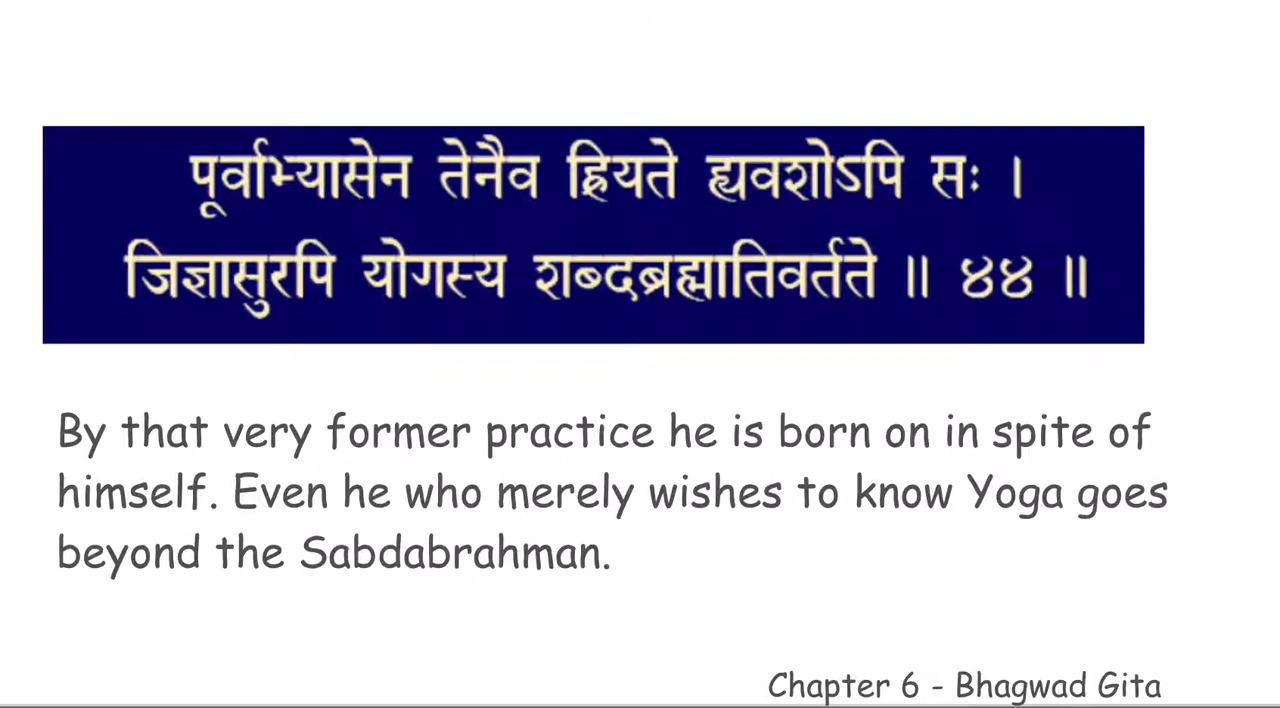 पूर्वाभ्यासेन तेनैव ह्रियते ह्यवशोऽपि सः ।
जिज्ञासुरपि योगस्य शब्दब्रह्मातिवर्तते ॥ ४४ ॥
By that very former practice he is born on in spite of
himself. Even he who merely wishes to know Yoga goes
beyond the Sabdabrahman.
Chapter 6 - Bhagwad Gita